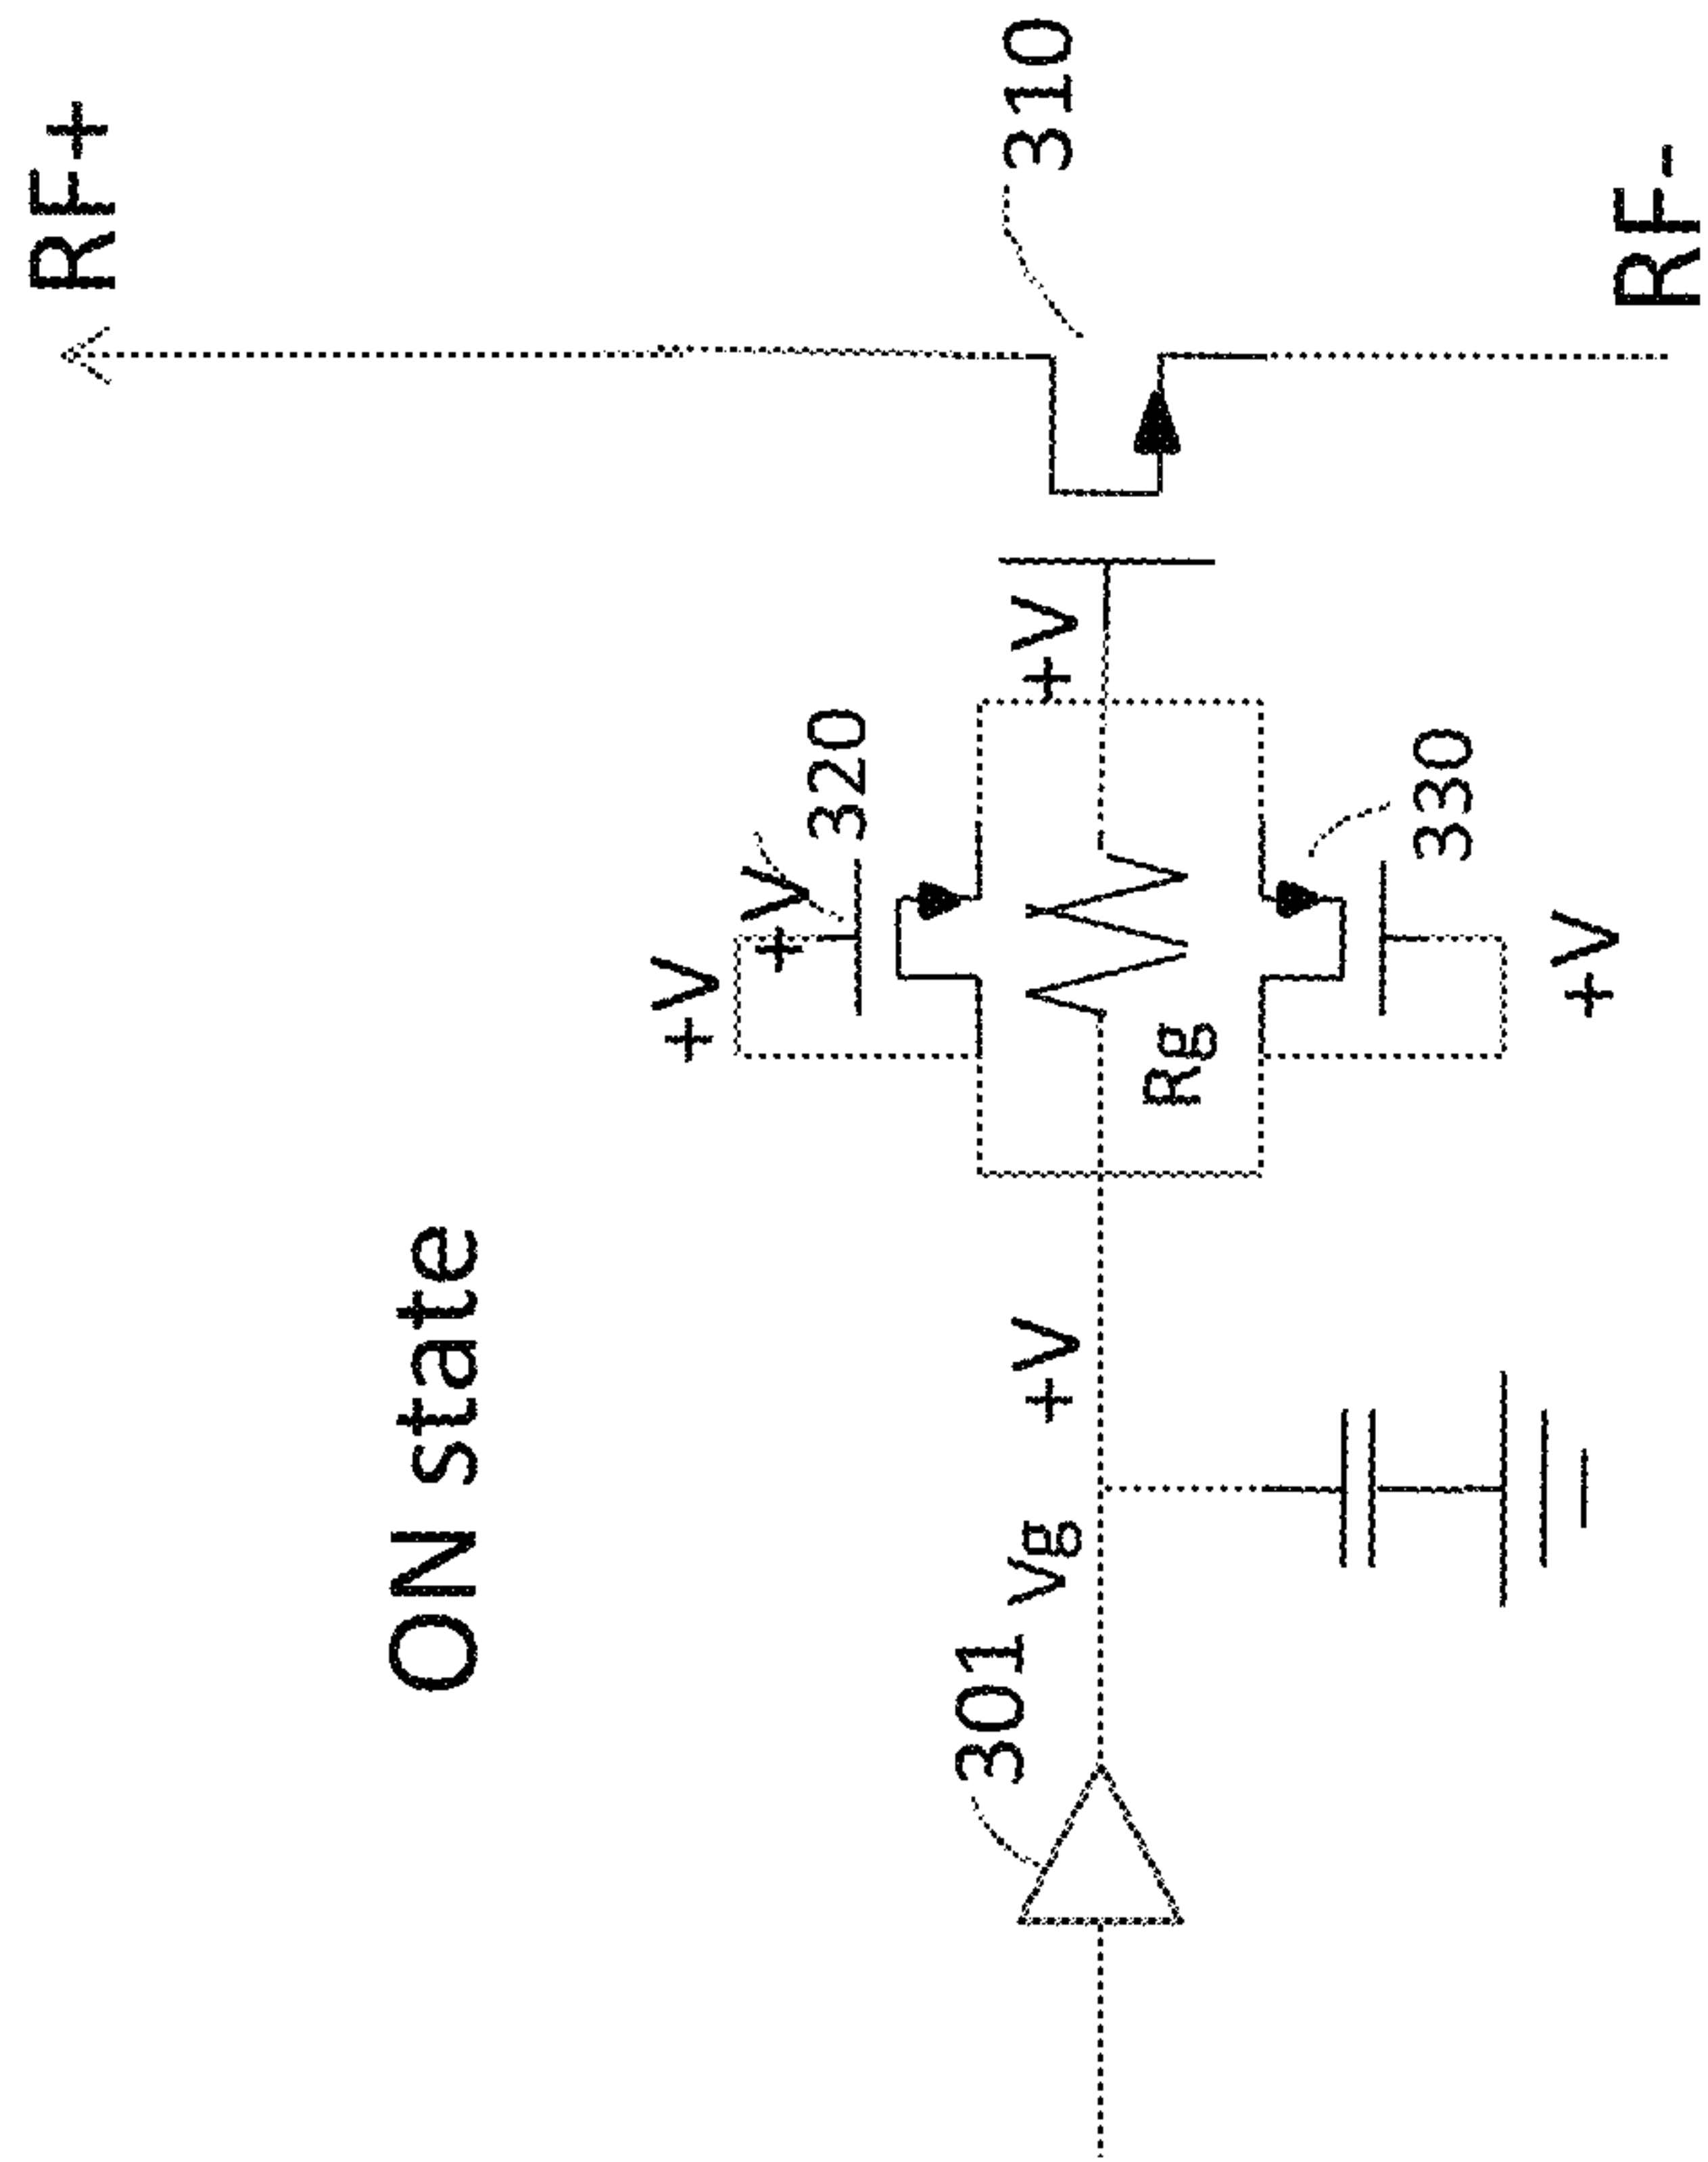 ON state
RF+
310
RF-
+V
+V
320
+V
330
+V
Rg
+V
Vg
301